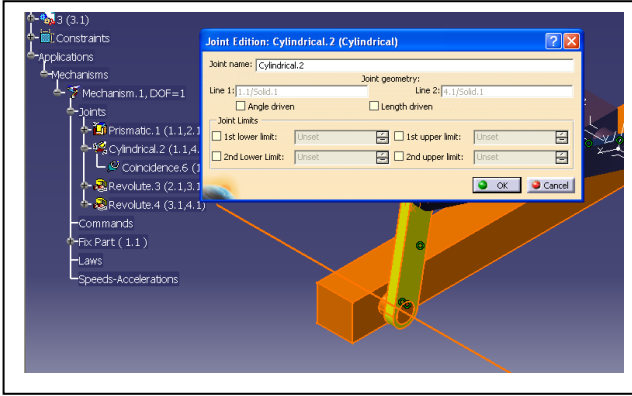 3 (3.1)
Constraints
Applications
Mechanisms
Mechanism.1, DOF=1
Joints
Prismatic.1 (1.1,2.1
Cylindrical.2 (1.1,4.
Coincidence.6 (1
Revolute.3 (2.1,3.1
Revolute.4 (3.1,4.1)
Commands
Fix Part ( 1.1 )
Laws
Speeds-Accelerations
Joint Edition: Cylindrical.2 (Cylindrical)
Joint name: Cylindrical.2
Joint geometry:
Line 1: 1.1/Solid.1 Line 2: 4.1/Solid.1
Angle driven Length driven
Joint Limits
1st lower limit: Unset 1st upper limit: Unset
2nd Lower Limit: Unset 2nd upper limit: Unset
OK Cancel